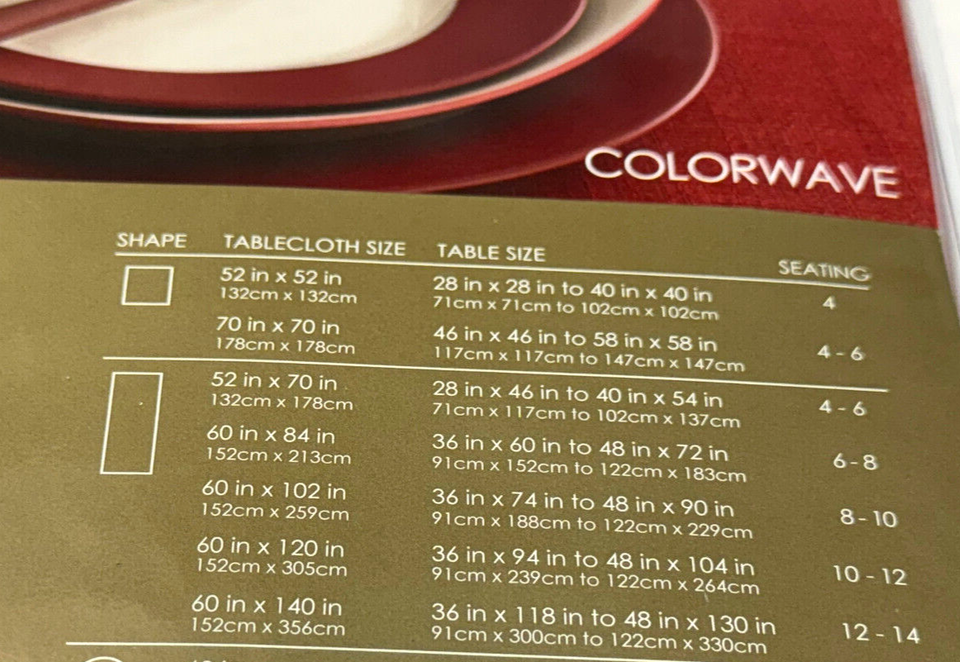 COLORWAVE
SHAPE TABLECLOTH SIZE TABLE SIZE SEATING
52 in x 52 in 28 in x 28 in to 40 in x 40 in 4
132cm x 132cm 71cm x 71cm to 102cm x 102cm
70 in x 70 in 46 in x 46 in to 58 in x 58 in 4 - 6
178cm x 178cm 117cm x 117cm to 147cm x 147cm
52 in x 70 in 28 in x 46 in to 40 in x 54 in 4 - 6
132cm x 178cm 71cm x 117cm to 102cm x 137cm
60 in x 84 in 36 in x 60 in to 48 in x 72 in 6 - 8
152cm x 213cm 91cm x 152cm to 122cm x 183cm
60 in x 102 in 36 in x 74 in to 48 in x 90 in 8 - 10
152cm x 259cm 91cm x 188cm to 122cm x 229cm
60 in x 120 in 36 in x 94 in to 48 in x 104 in 10 - 12
152cm x 305cm 91cm x 239cm to 122cm x 264cm
60 in x 140 in 36 in x 118 in to 48 in x 130 in 12 - 14
152cm x 356cm 91cm x 300cm to 122cm x 330cm